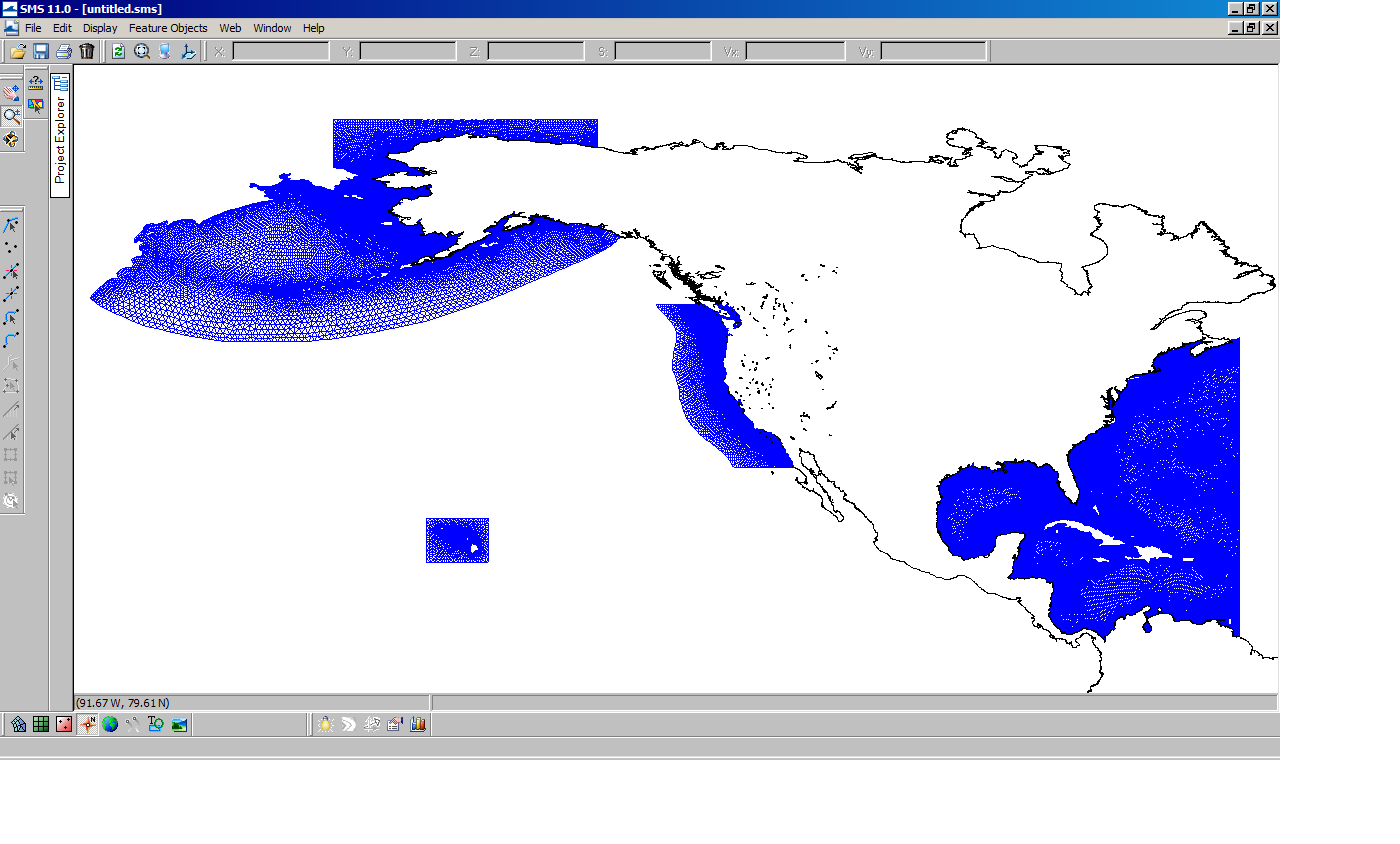 SMS 11.0 - [untitled.sms]
File Edit Display Feature Objects Web Window Help
X: Y: Z: S: Vx: Vy:
Project Explorer
(91.67 W, 79.61 N)